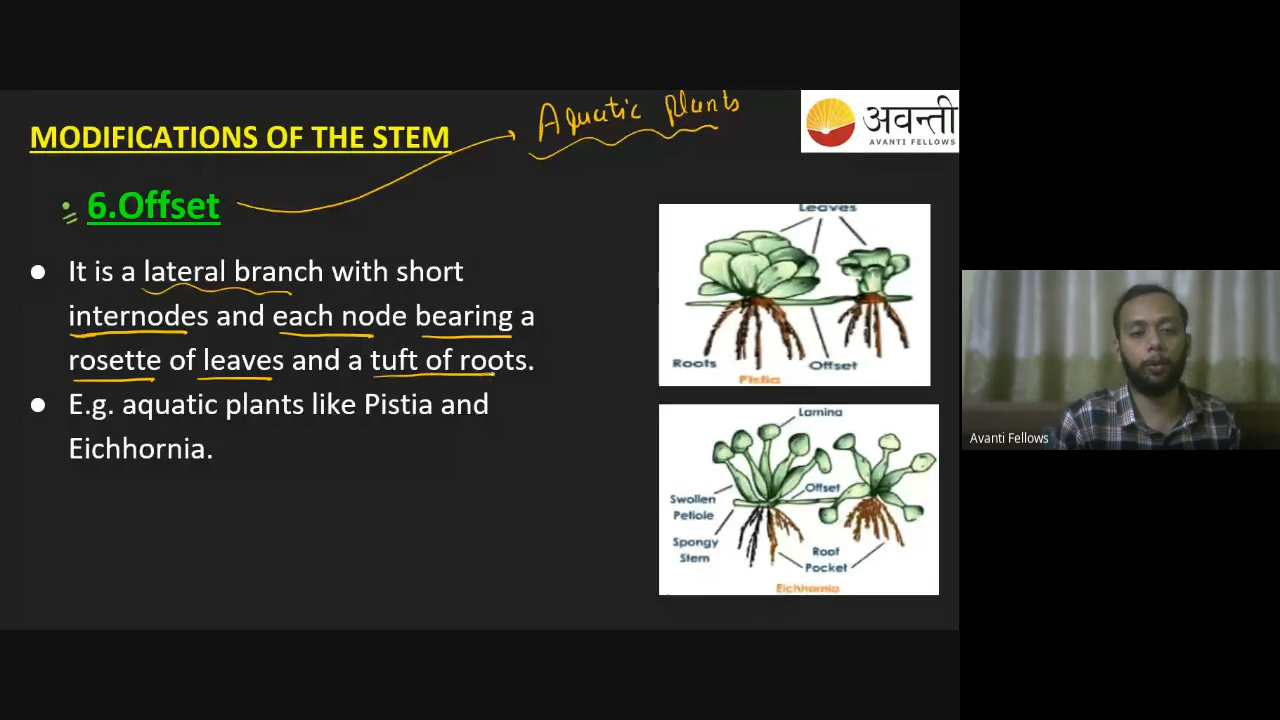 Aquatic Plants
MODIFICATIONS OF THE STEM
अवन्ती
AVANTI FELLOWS
6.Offset
It is a lateral branch with short
internodes and each node bearing a
rosette of leaves and a tuft of roots.
E.g. aquatic plants like Pistia and
Eichhornia.
Leaves
Roots
Offset
Pistia
Lamina
Swollen
Petiole
Offset
Spongy
Stem
Root
Pocket
Eichhornia
Avanti Fellows